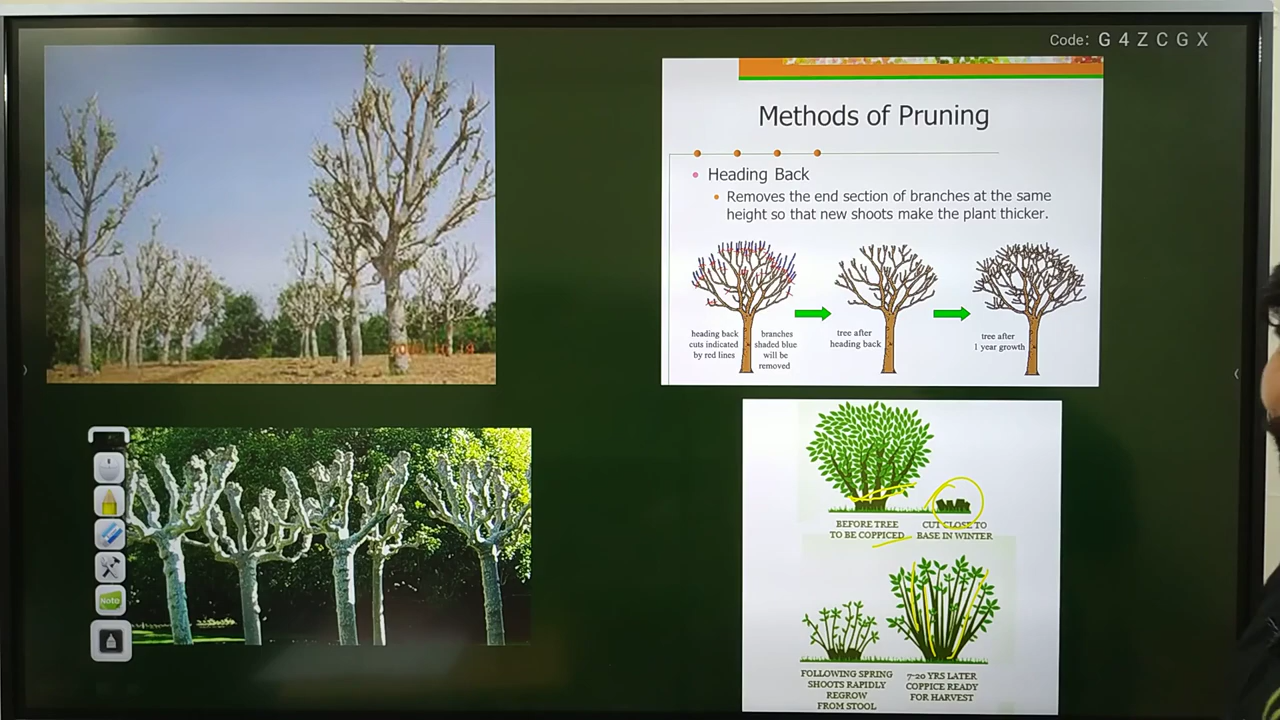 Code: G4ZCGX
Methods of Pruning
Heading Back
Removes the end section of branches at the same
height so that new shoots make the plant thicker.
heading back
cuts indicated
by red lines
branches
shaded blue
will be
removed
tree after
heading back
tree after
1 year growth
Note
BEFORE TREE
TO BE COPPICED
CUT CLOSE TO
BASE IN WINTER
FOLLOWING SPRING
SHOOTS RAPIDLY
REGROW
FROM STOOL
7-20 YRS LATER
COPPICE READY
FOR HARVEST